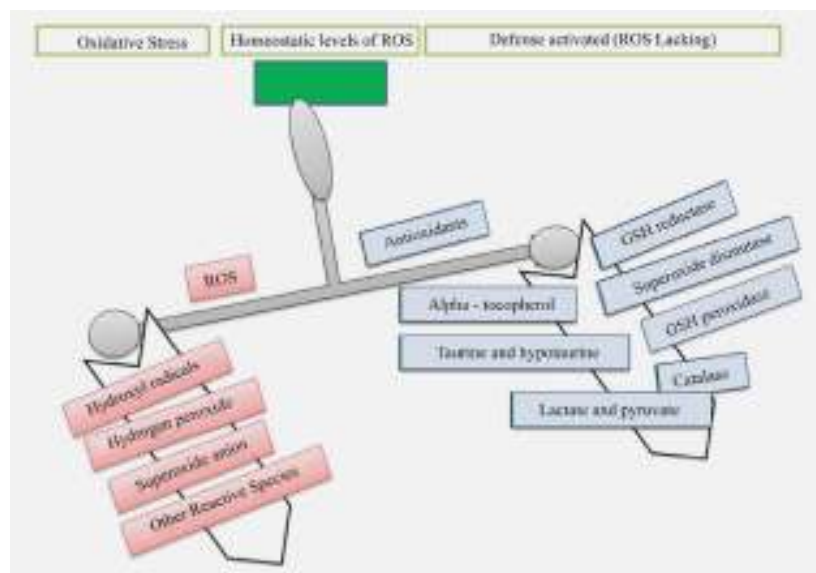 Oxidative Stress
Homeostatic levels of ROS
Defense activated (ROS Lacking)
Antioxidants
ROS
GSH reductase
Superoxide dismutase
GSH peroxidase
Catalase
Alpha - tocopherol
Taurine and hypotaurine
Lactate and pyruvate
Hydroxyl radicals
Hydrogen peroxide
Superoxide anion
Other Reactive Species